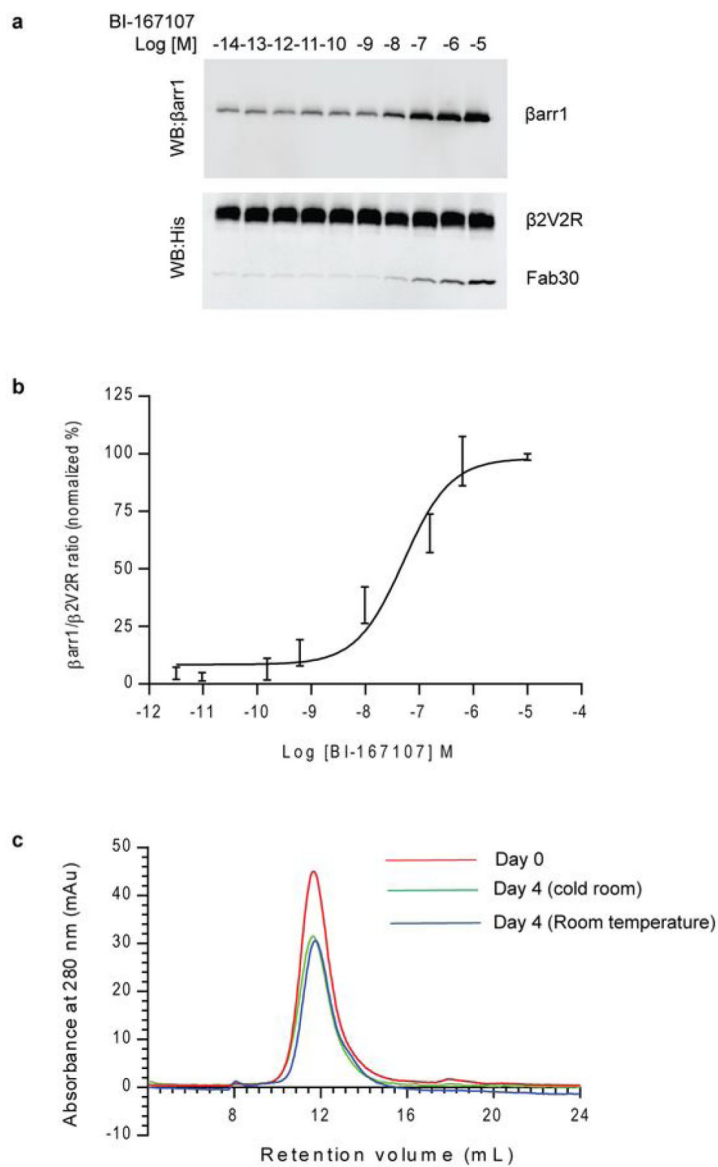 a
BI-167107
Log [M] -14-13-12-11-10 -9 -8 -7 -6 -5
WB:βarr1
βarr1
WB:His
β2V2R
Fab30
b
βarr1/β2V2R ratio (normalized %)
125
100
75
50
25
0
-12 -11 -10 -9 -8 -7 -6 -5 -4
Log [BI-167107] M
c
Absorbance at 280 nm (mAu)
50
40
30
20
10
0
-10
Day 0
Day 4 (cold room)
Day 4 (Room temperature)
8 12 16 20 24
Retention volume (mL)